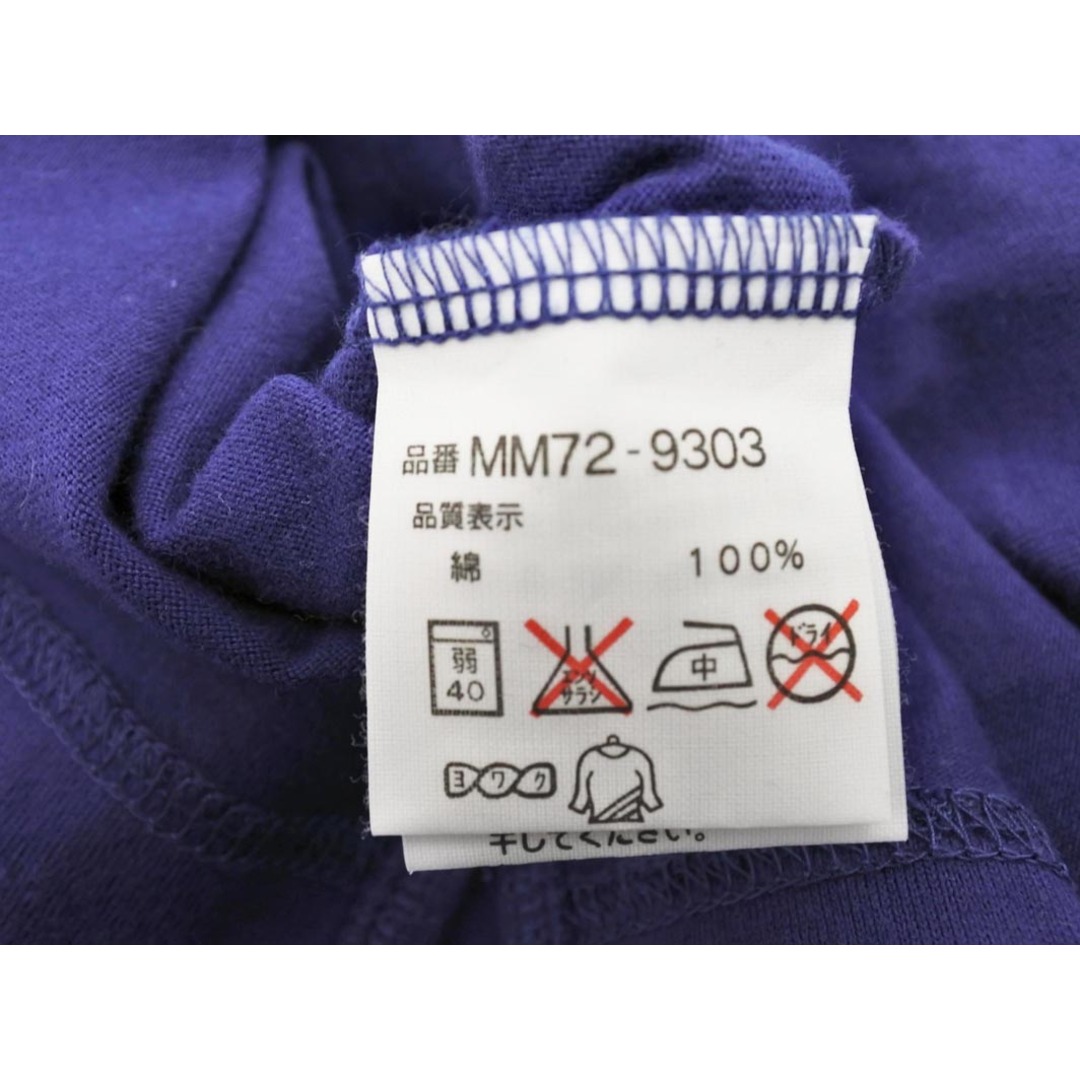 品番 MM72-9303
品質表示
綿 100%
弱 40 エンソ サラシ 中 ドライ
ヨワク
干してください。